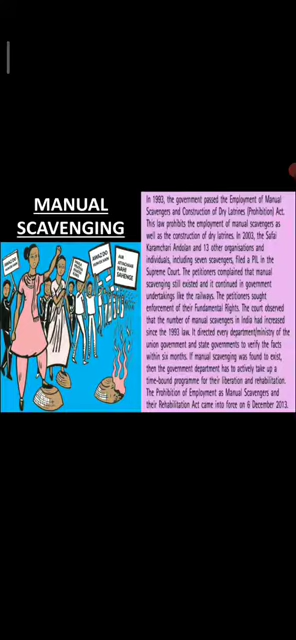 MANUAL
SCAVENGING
In 1993, the government passed the Employment of Manual
Scavengers and Construction of Dry Latrines (Prohibition) Act.
This law prohibits the employment of manual scavengers as
well as the construction of dry latrines. In 2003, the Safai
Karamchari Andolan and 13 other organisations and
individuals, including seven scavengers, filed a PIL in the
Supreme Court. The petitioners complained that manual
scavenging still existed and it continued in government
undertakings like the railways. The petitioners sought
enforcement of their Fundamental Rights. The court observed
that the number of manual scavengers in India had increased
since the 1993 law. It directed every department/ministry of the
union government and state governments to verify the facts
within six months. If manual scavenging was found to exist,
then the government department has to actively take up a
time-bound programme for their liberation and rehabilitation.
The Prohibition of Employment as Manual Scavengers and
their Rehabilitation Act came into force on 6 December 2013.